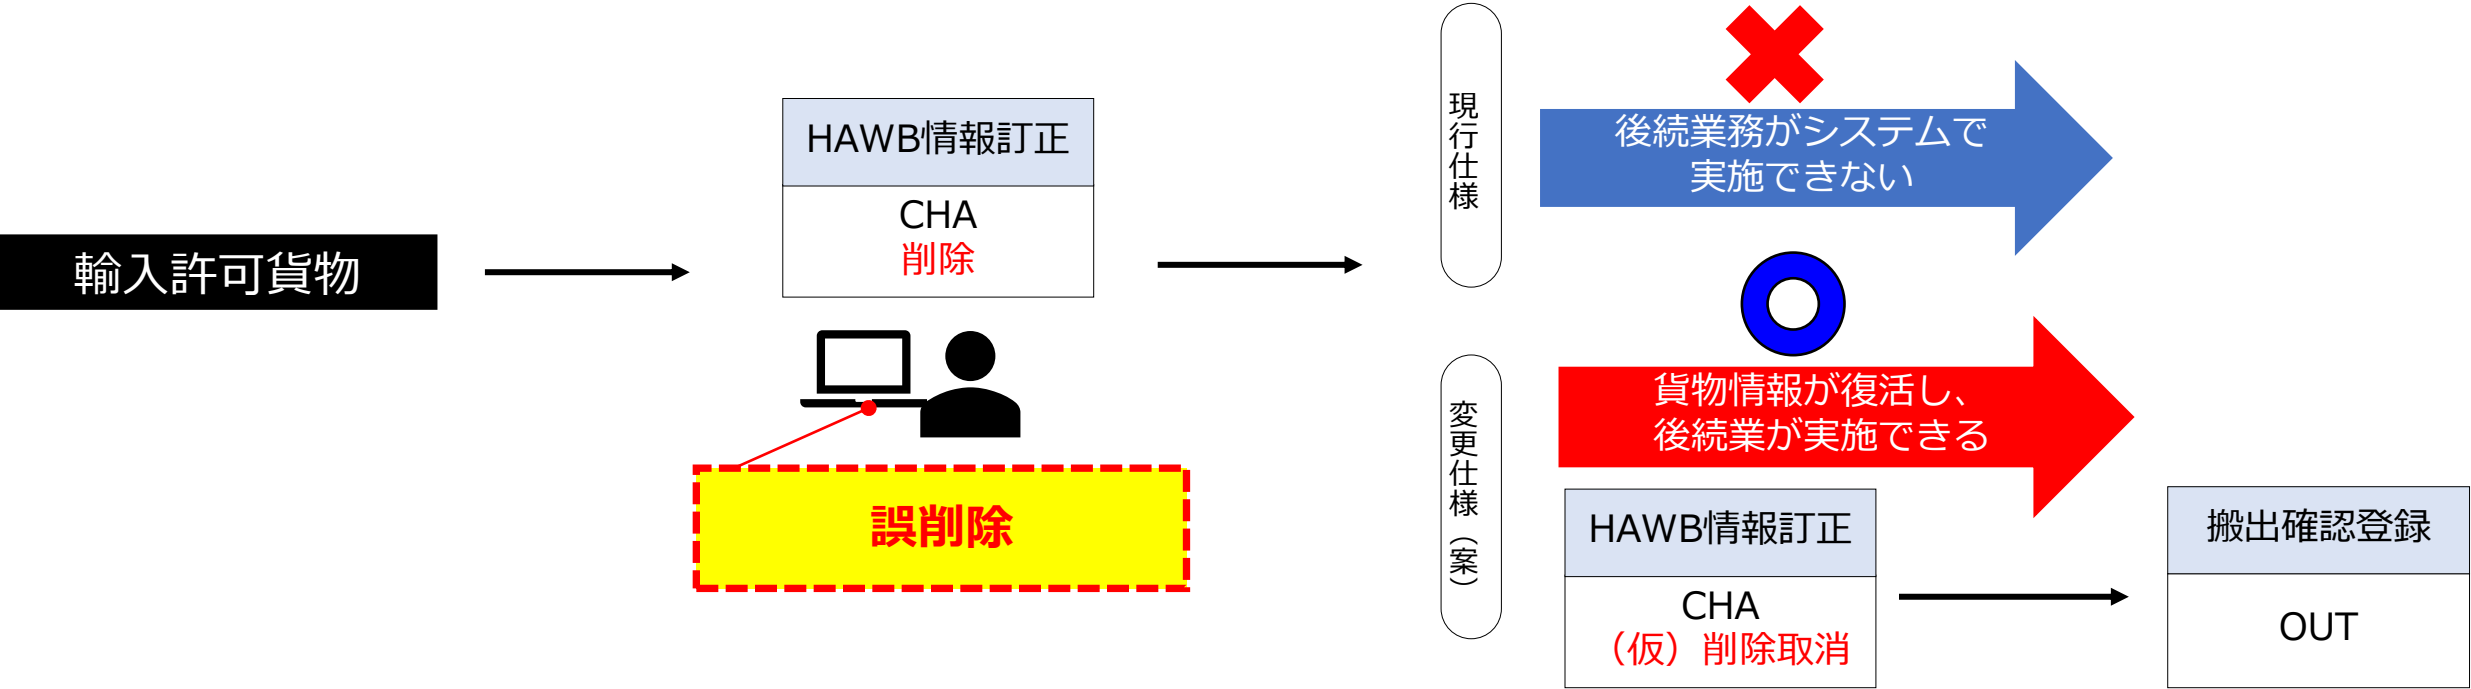 輸入許可貨物
HAWB情報訂正
CHA
削除
誤削除
現行仕様
後続業務がシステムで
実施できない
変更仕様（案）
貨物情報が復活し、
後続業が実施できる
HAWB情報訂正
CHA
（仮）削除取消
搬出確認登録
OUT